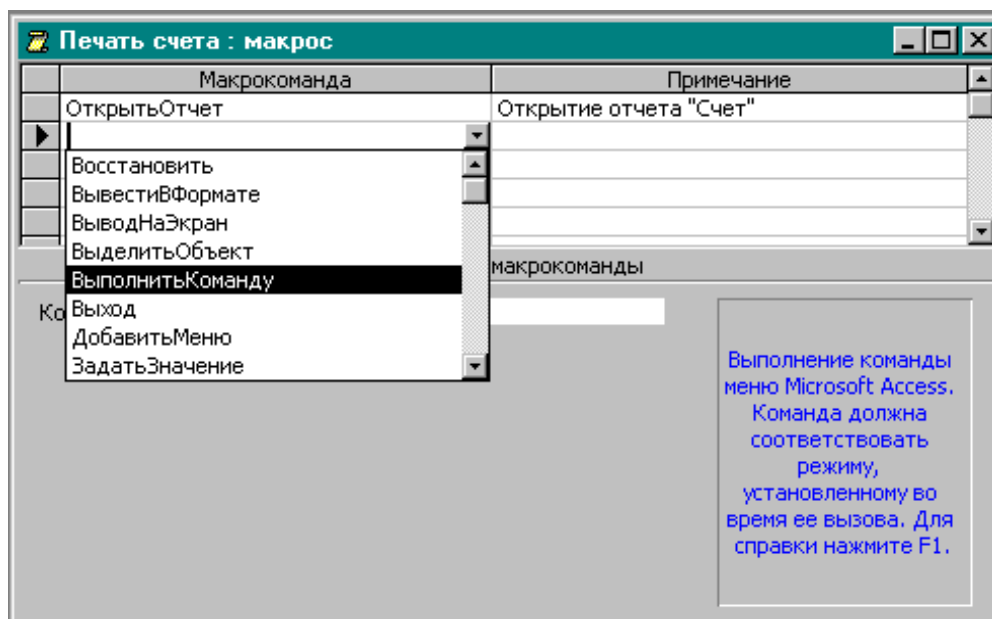 Печать счета : макрос
Макрокоманда Примечание
ОткрытьОтчет Открытие отчета "Счет"
Восстановить
ВывестиВФормате
ВыводНаЭкран
ВыделитьОбъект
ВыполнитьКоманду
макрокоманды
Ко
Выход
ДобавитьМеню
ЗадатьЗначение
Выполнение команды
меню Microsoft Access.
Команда должна
соответствовать
режиму,
установленному во
время ее вызова. Для
справки нажмите F1.